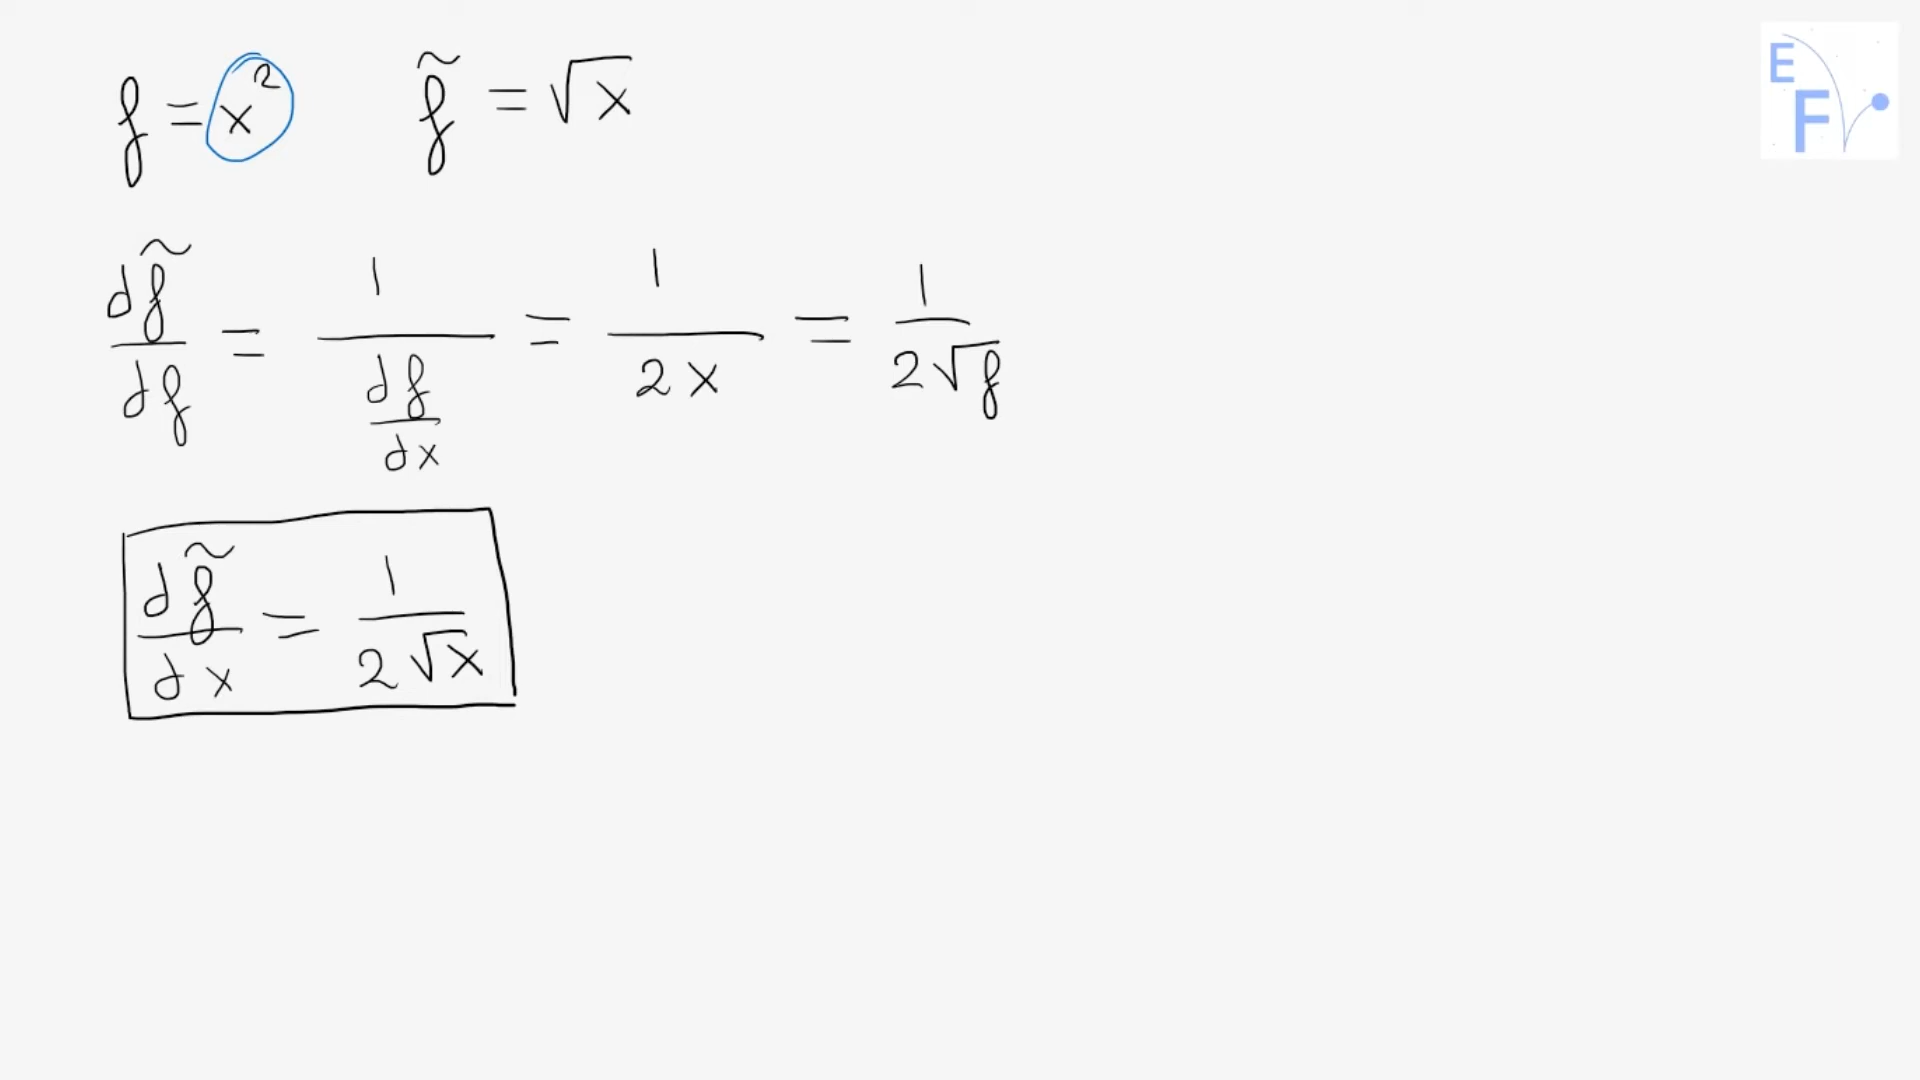 f = x² f̃ = √x
EF
df̃/df = 1/(df/dx) = 1/(2x) = 1/(2√f)
df̃/dx = 1/(2√x)